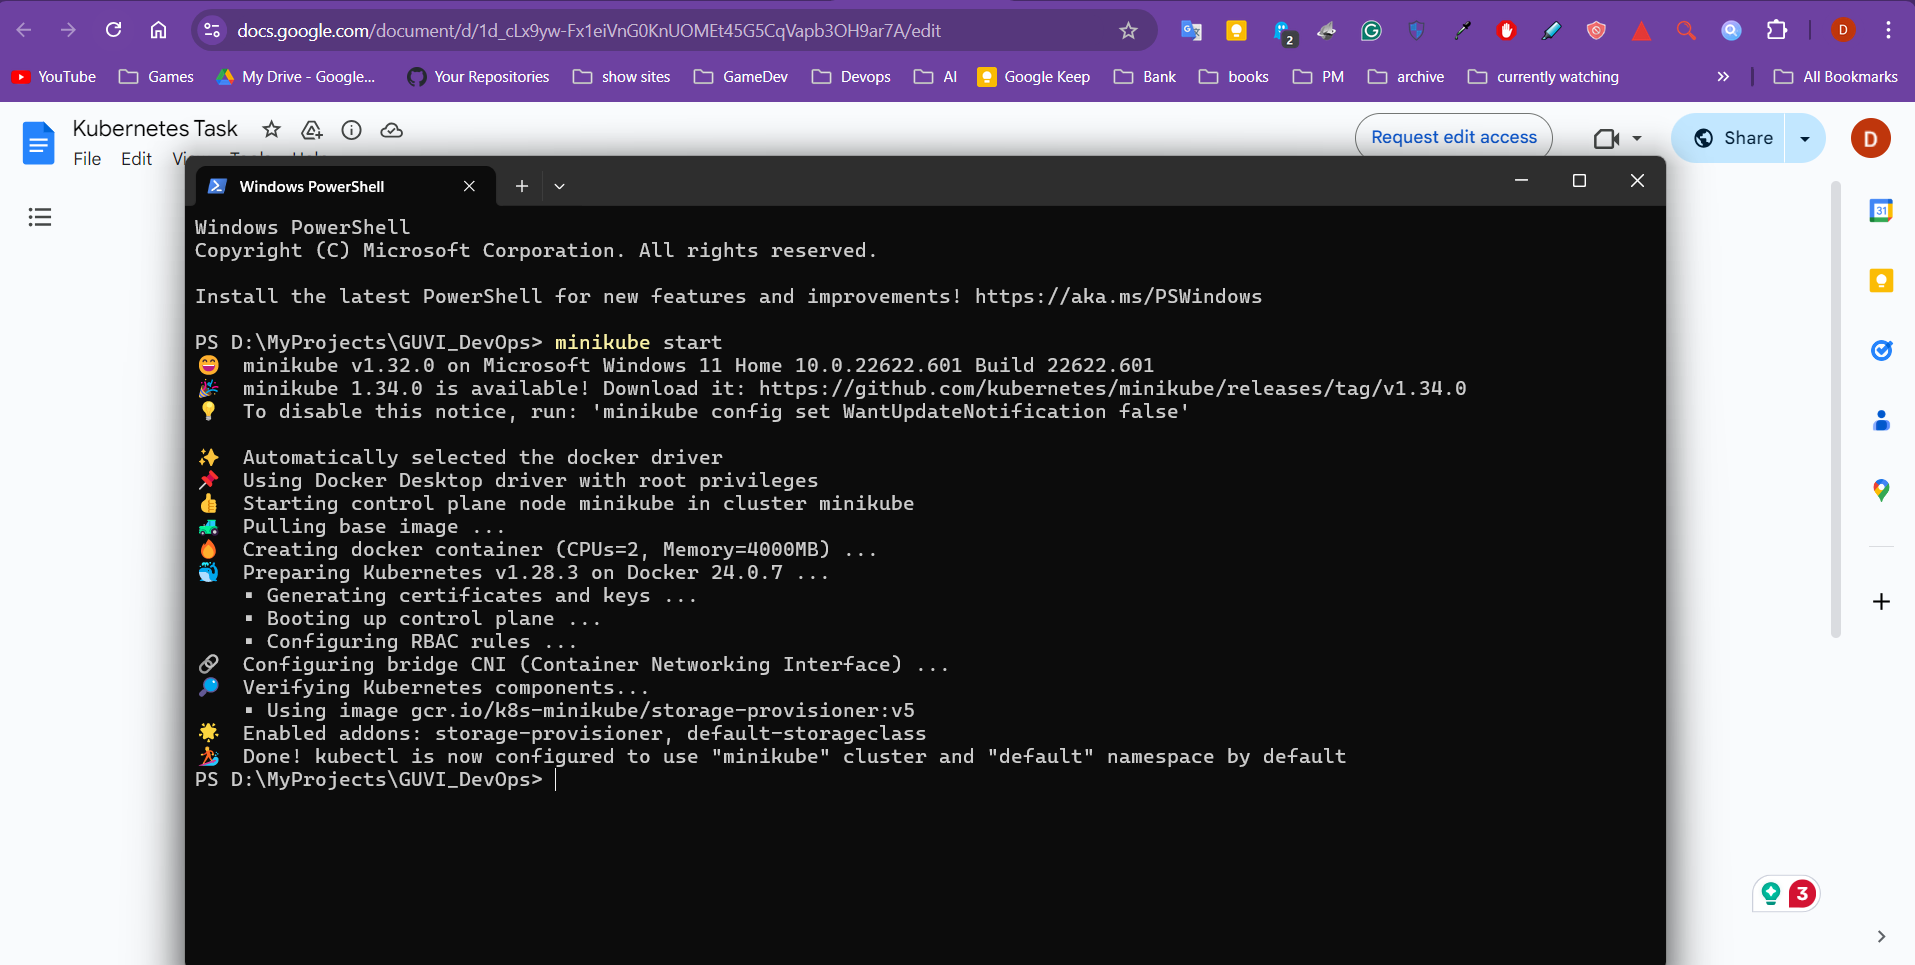 docs.google.com/document/d/1d_cLx9yw-Fx1eiVnG0KnUOMEt45G5CqVapb3OH9ar7A/edit
2
D
YouTube Games My Drive - Google... Your Repositories show sites GameDev Devops AI Google Keep Bank books PM archive currently watching » All Bookmarks
Kubernetes Task
Request edit access
Share
D
File Edit
Windows PowerShell
31
Windows PowerShell
Copyright (C) Microsoft Corporation. All rights reserved.
Install the latest PowerShell for new features and improvements! https://aka.ms/PSWindows
PS D:\MyProjects\GUVI_DevOps> minikube start
😄 minikube v1.32.0 on Microsoft Windows 11 Home 10.0.22622.601 Build 22622.601
🎉 minikube 1.34.0 is available! Download it: https://github.com/kubernetes/minikube/releases/tag/v1.34.0
💡 To disable this notice, run: 'minikube config set WantUpdateNotification false'
✨ Automatically selected the docker driver
📌 Using Docker Desktop driver with root privileges
👍 Starting control plane node minikube in cluster minikube
🚜 Pulling base image ...
🔥 Creating docker container (CPUs=2, Memory=4000MB) ...
🐳 Preparing Kubernetes v1.28.3 on Docker 24.0.7 ...
▪ Generating certificates and keys ...
▪ Booting up control plane ...
▪ Configuring RBAC rules ...
🔗 Configuring bridge CNI (Container Networking Interface) ...
🔎 Verifying Kubernetes components...
▪ Using image gcr.io/k8s-minikube/storage-provisioner:v5
🌟 Enabled addons: storage-provisioner, default-storageclass
🏄 Done! kubectl is now configured to use "minikube" cluster and "default" namespace by default
PS D:\MyProjects\GUVI_DevOps>
3